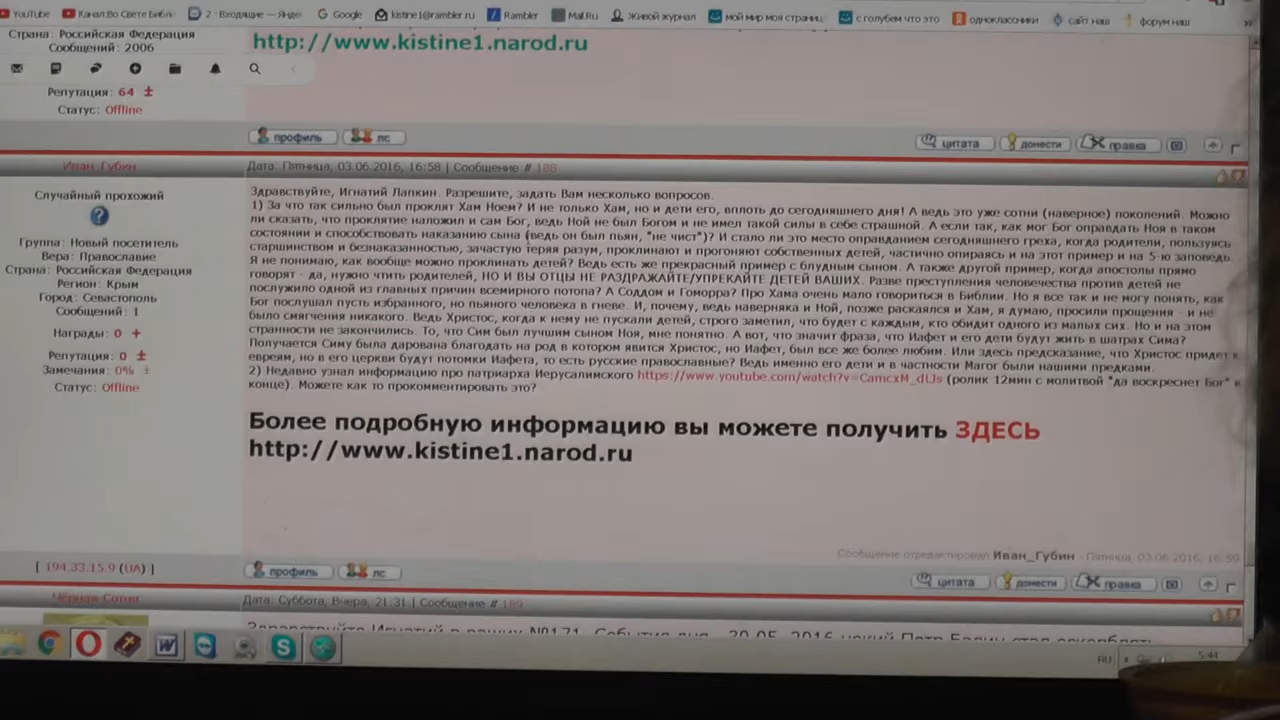 YouTube Канал:Во Свете Библ 2 · Входящие — Янде Google kistine1@rambler.ru Rambler Mail.Ru Живой журнал мой мир моя страниц с голубем что это одноклассники сайт наш форум наш »
Страна: Российская Федерация
Сообщений: 2006
http://www.kistine1.narod.ru
Репутация: 64 ±
Статус: Offline
профиль лс цитата донести правка
Иван_Губин Дата: Пятница, 03.06.2016, 16:58 | Сообщение # 188
Случайный прохожий
Группа: Новый посетитель
Вера: Православие
Страна: Российская Федерация
Регион: Крым
Город: Севастополь
Сообщений: 1
Награды: 0 +
Репутация: 0 ±
Замечания: 0% ±
Статус: Offline
Здравствуйте, Игнатий Лапкин. Разрешите, задать Вам несколько вопросов.
1) За что так сильно был проклят Хам Ноем? И не только Хам, но и дети его, вплоть до сегодняшнего дня! А ведь это уже сотни (наверное) поколений. Можно
ли сказать, что проклятие наложил и сам Бог, ведь Ной не был Богом и не имел такой силы в себе страшной. А если так, как мог Бог оправдать Ноя в таком
состоянии и способствовать наказанию сына (ведь он был пьян, "не чист")? И стало ли это место оправданием сегодняшнего греха, когда родители, пользуясь
старшинством и безнаказанностью, зачастую теряя разум, проклинают и прогоняют собственных детей, частично опираясь и на этот пример и на 5-ю заповедь.
Я не понимаю, как вообще можно проклинать детей? Ведь есть же прекрасный пример с блудным сыном. А также другой пример, когда апостолы прямо
говорят - да, нужно чтить родителей, НО И ВЫ ОТЦЫ НЕ РАЗДРАЖАЙТЕ/УПРЕКАЙТЕ ДЕТЕЙ ВАШИХ. Разве преступления человечества против детей не
послужило одной из главных причин всемирного потопа? А Соддом и Гоморра? Про Хама очень мало говориться в Библии. Но я все так и не могу понять, как
Бог послушал пусть избранного, но пьяного человека в гневе. И, почему, ведь наверняка и Ной, позже раскаялся и Хам, я думаю, просили прощения - и не
было смягчения никакого. Ведь Христос, когда к нему не пускали детей, строго заметил, что будет с каждым, кто обидит одного из малых сих. Но и на этом
странности не закончились. То, что Сим был лучшим сыном Ноя, мне понятно. А вот, что значит фраза, что Иафет и его дети будут жить в шатрах Сима?
Получается Симу была дарована благодать на род в котором явится Христос, но Иафет, был все же более любим. Или здесь предсказание, что Христос придет к
евреям, но в его церкви будут потомки Иафета, то есть русские православные? Ведь именно его дети и в частности Магог были нашими предками.
2) Недавно узнал информацию про патриарха Иерусалимского https://www.youtube.com/watch?v=CamcxM_dlJs (ролик 12мин с молитвой "да воскреснет Бог" в
конце). Можете как то прокомментировать это?
Более подробную информацию вы можете получить ЗДЕСЬ
http://www.kistine1.narod.ru
Сообщение отредактировал Иван_Губин - Пятница, 03.06.2016, 16:59
[ 194.33.15.9 (UA) ] профиль лс цитата донести правка
Дата: Суббота, Вчера, 21:31 | Сообщение # 189
RU 5:44